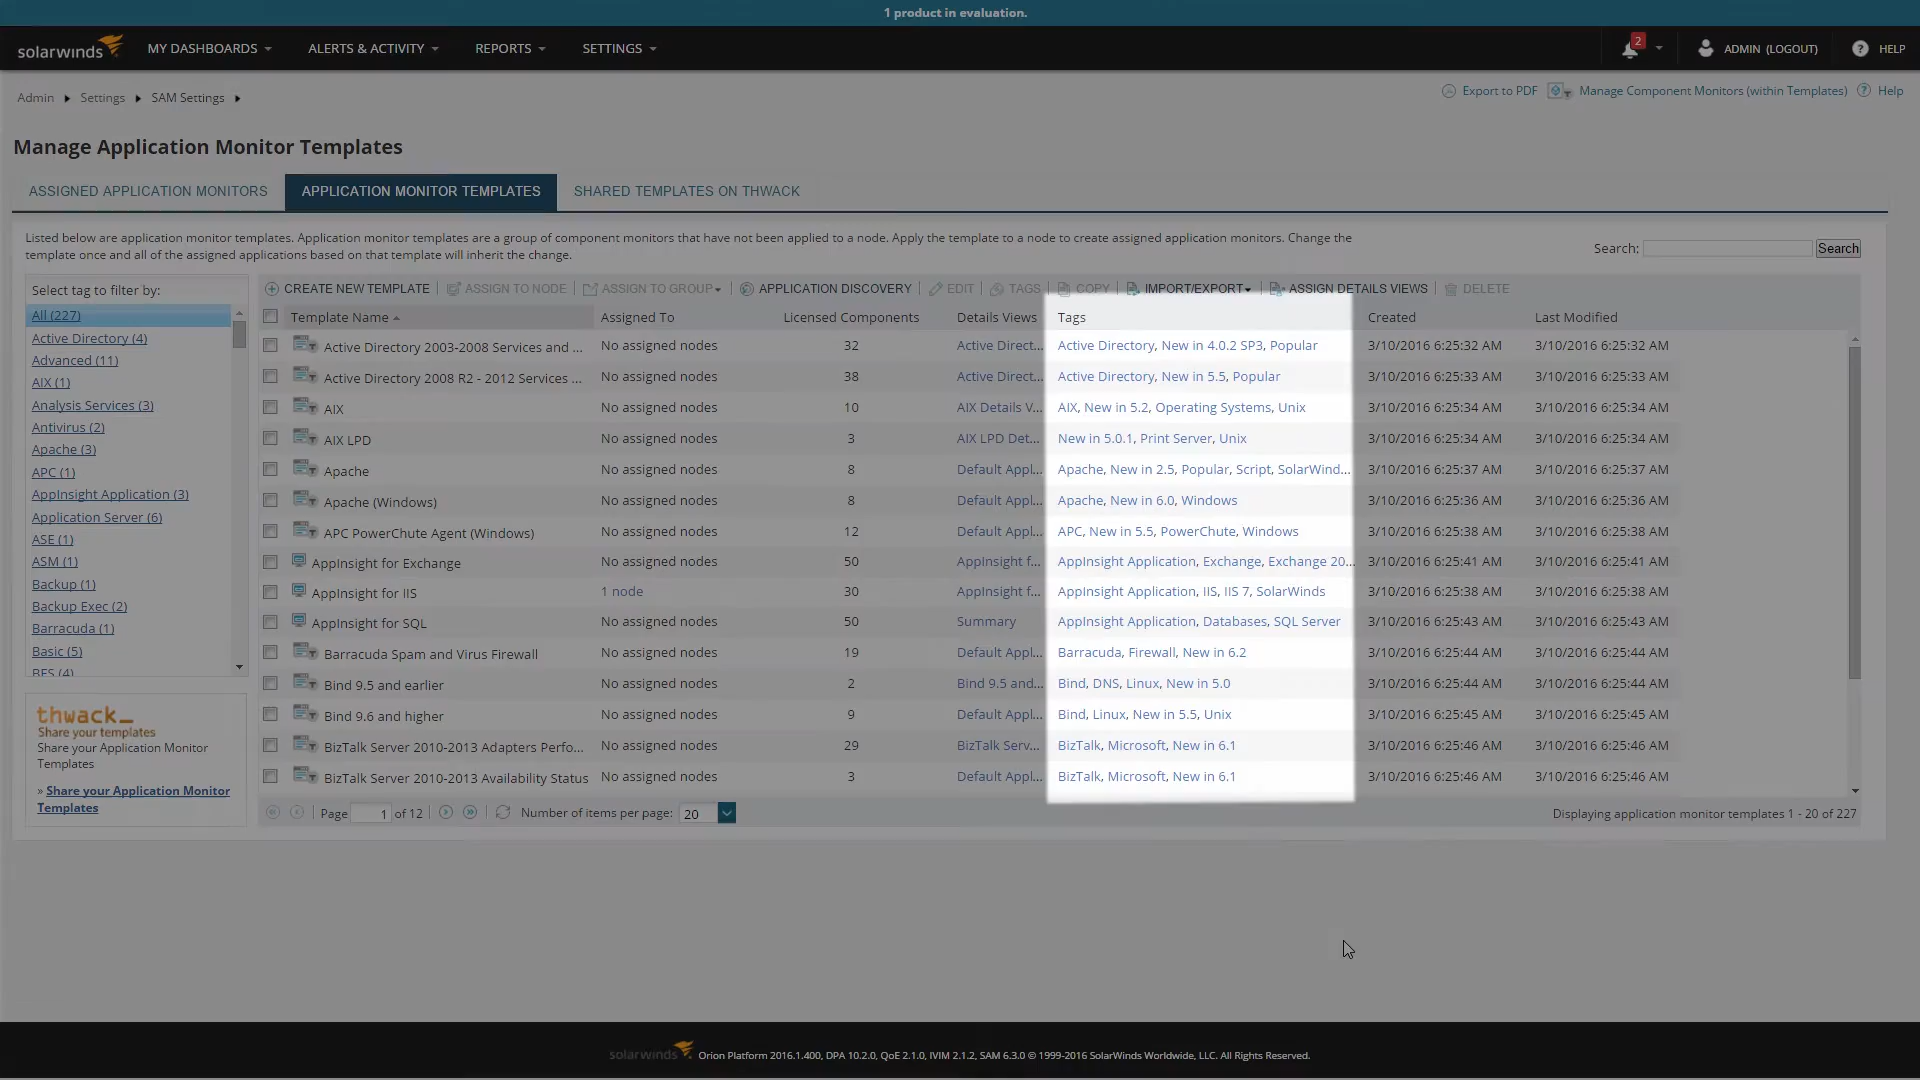 1 product in evaluation.
solarwinds MY DASHBOARDS ALERTS & ACTIVITY REPORTS SETTINGS 2 ADMIN (LOGOUT) ? HELP
Admin Settings SAM Settings
Export to PDF Manage Component Monitors (within Templates) ? Help
Manage Application Monitor Templates
ASSIGNED APPLICATION MONITORS APPLICATION MONITOR TEMPLATES SHARED TEMPLATES ON THWACK
Listed below are application monitor templates. Application monitor templates are a group of component monitors that have not been applied to a node. Apply the template to a node to create assigned application monitors. Change the
template once and all of the assigned applications based on that template will inherit the change.
Search: Search
Select tag to filter by:
All (227)
Active Directory (4)
Advanced (11)
AIX (1)
Analysis Services (3)
Antivirus (2)
Apache (3)
APC (1)
AppInsight Application (3)
Application Server (6)
ASE (1)
ASM (1)
Backup (1)
Backup Exec (2)
Barracuda (1)
Basic (5)
BES (4)
thwack_
Share your templates
Share your Application Monitor
Templates
» Share your Application Monitor
Templates
CREATE NEW TEMPLATE ASSIGN TO NODE ASSIGN TO GROUP APPLICATION DISCOVERY EDIT TAGS COPY IMPORT/EXPORT ASSIGN DETAILS VIEWS DELETE
Template Name Assigned To Licensed Components Details Views Tags Created Last Modified
Active Directory 2003-2008 Services and ... No assigned nodes 32 Active Direct... Active Directory, New in 4.0.2 SP3, Popular 3/10/2016 6:25:32 AM 3/10/2016 6:25:32 AM
Active Directory 2008 R2 - 2012 Services ... No assigned nodes 38 Active Direct... Active Directory, New in 5.5, Popular 3/10/2016 6:25:33 AM 3/10/2016 6:25:33 AM
AIX No assigned nodes 10 AIX Details V... AIX, New in 5.2, Operating Systems, Unix 3/10/2016 6:25:34 AM 3/10/2016 6:25:34 AM
AIX LPD No assigned nodes 3 AIX LPD Det... New in 5.0.1, Print Server, Unix 3/10/2016 6:25:34 AM 3/10/2016 6:25:34 AM
Apache No assigned nodes 8 Default Appl... Apache, New in 2.5, Popular, Script, SolarWind... 3/10/2016 6:25:37 AM 3/10/2016 6:25:37 AM
Apache (Windows) No assigned nodes 8 Default Appl... Apache, New in 6.0, Windows 3/10/2016 6:25:36 AM 3/10/2016 6:25:36 AM
APC PowerChute Agent (Windows) No assigned nodes 12 Default Appl... APC, New in 5.5, PowerChute, Windows 3/10/2016 6:25:38 AM 3/10/2016 6:25:38 AM
AppInsight for Exchange No assigned nodes 50 AppInsight f... AppInsight Application, Exchange, Exchange 20... 3/10/2016 6:25:41 AM 3/10/2016 6:25:41 AM
AppInsight for IIS 1 node 30 AppInsight f... AppInsight Application, IIS, IIS 7, SolarWinds 3/10/2016 6:25:38 AM 3/10/2016 6:25:38 AM
AppInsight for SQL No assigned nodes 50 Summary AppInsight Application, Databases, SQL Server 3/10/2016 6:25:43 AM 3/10/2016 6:25:43 AM
Barracuda Spam and Virus Firewall No assigned nodes 19 Default Appl... Barracuda, Firewall, New in 6.2 3/10/2016 6:25:44 AM 3/10/2016 6:25:44 AM
Bind 9.5 and earlier No assigned nodes 2 Bind 9.5 and... Bind, DNS, Linux, New in 5.0 3/10/2016 6:25:44 AM 3/10/2016 6:25:44 AM
Bind 9.6 and higher No assigned nodes 9 Default Appl... Bind, Linux, New in 5.5, Unix 3/10/2016 6:25:45 AM 3/10/2016 6:25:45 AM
BizTalk Server 2010-2013 Adapters Perfo... No assigned nodes 29 BizTalk Serv... BizTalk, Microsoft, New in 6.1 3/10/2016 6:25:46 AM 3/10/2016 6:25:46 AM
BizTalk Server 2010-2013 Availability Status No assigned nodes 3 Default Appl... BizTalk, Microsoft, New in 6.1 3/10/2016 6:25:46 AM 3/10/2016 6:25:46 AM
Page 1 of 12 Number of items per page: 20 Displaying application monitor templates 1 - 20 of 227
solarwinds Orion Platform 2016.1.400, DPA 10.2.0, QoE 2.1.0, IVIM 2.1.2, SAM 6.3.0 © 1999-2016 SolarWinds Worldwide, LLC. All Rights Reserved.